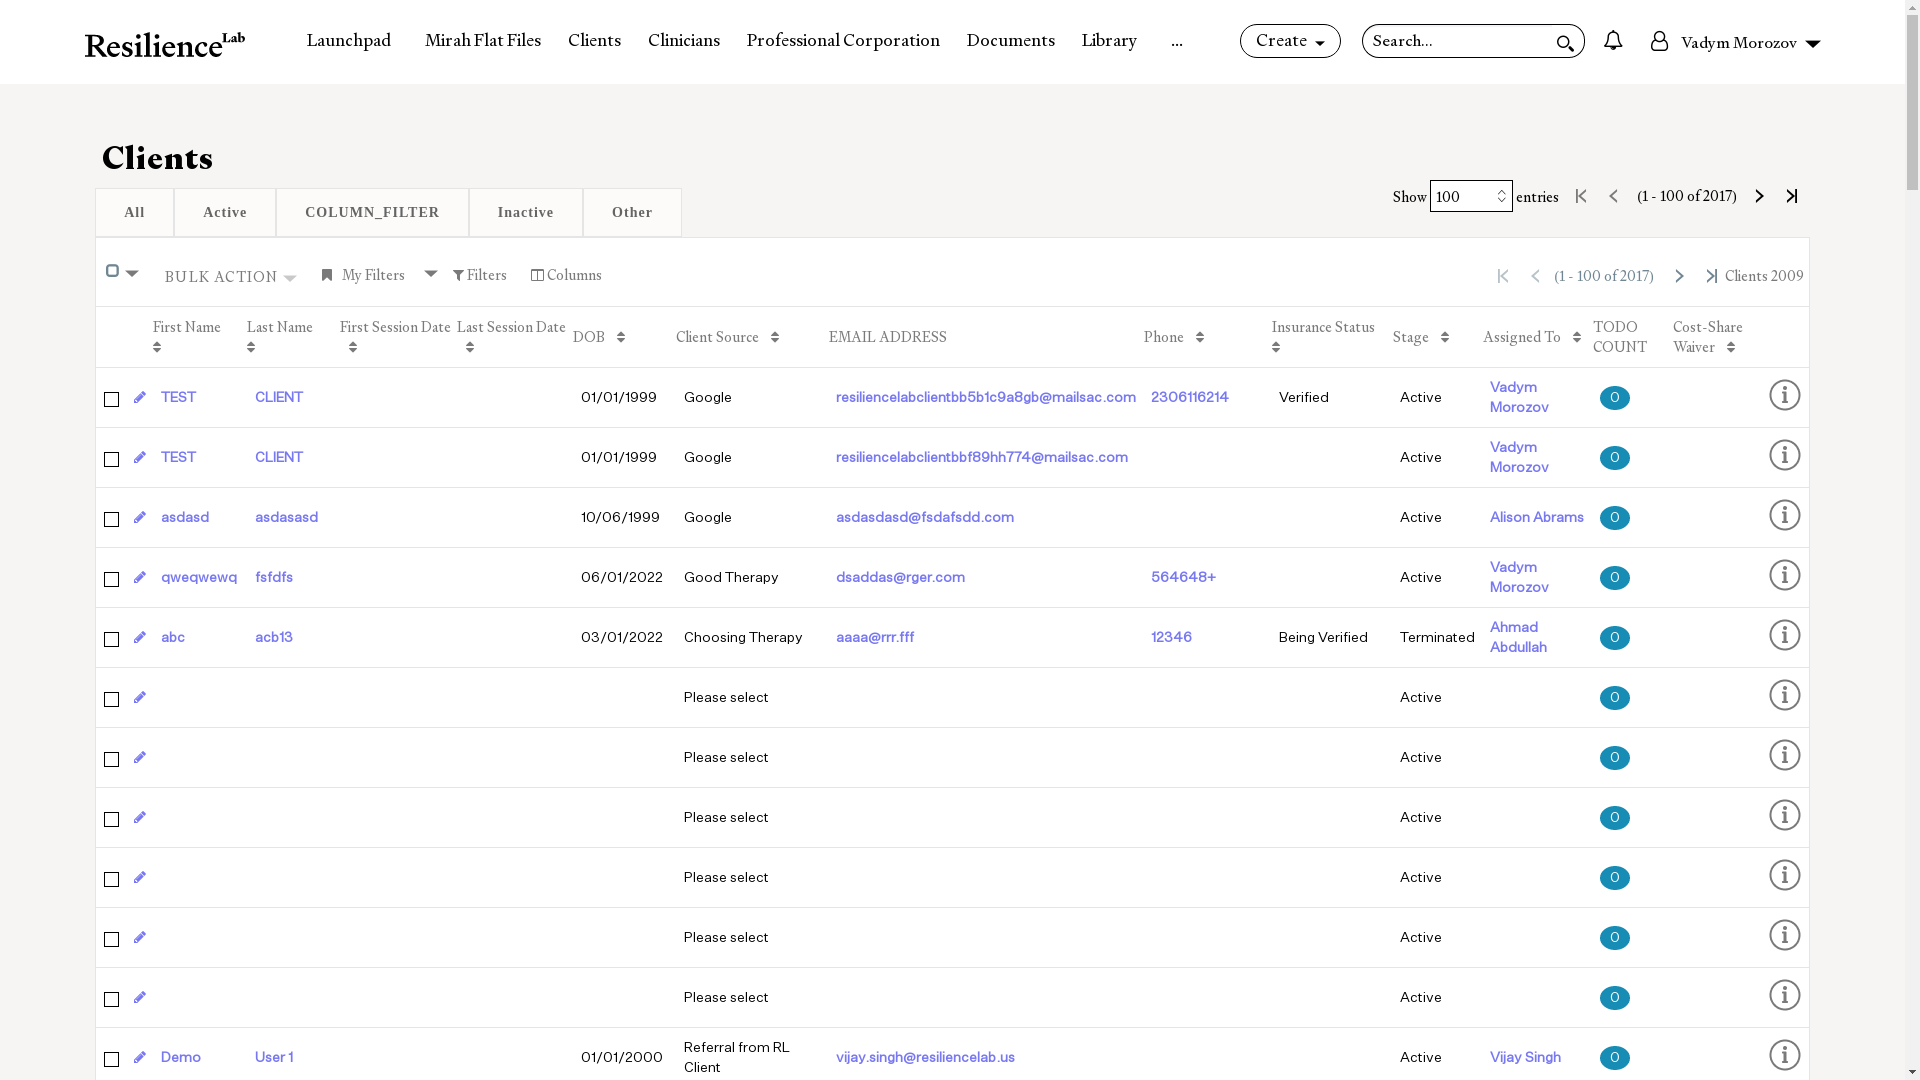 ResilienceLab Launchpad Mirah Flat Files Clients Clinicians Professional Corporation Documents Library ... Create Search... Vadym Morozov
Clients
All Active COLUMN_FILTER Inactive Other
Show 100 entries (1 - 100 of 2017)
BULK ACTION My Filters Filters Columns (1 - 100 of 2017) Clients 2009
First Name Last Name First Session Date Last Session Date DOB Client Source EMAIL ADDRESS Phone Insurance Status Stage Assigned To TODO COUNT Cost-Share Waiver
TEST CLIENT 01/01/1999 Google resiliencelabclientbb5b1c9a8gb@mailsac.com 2306116214 Verified Active Vadym Morozov 0
TEST CLIENT 01/01/1999 Google resiliencelabclientbbf89hh774@mailsac.com Active Vadym Morozov 0
asdasd asdasasd 10/06/1999 Google asdasdasd@fsdafsdd.com Active Alison Abrams 0
qweqwewq fsfdfs 06/01/2022 Good Therapy dsaddas@rger.com 564648+ Active Vadym Morozov 0
abc acb13 03/01/2022 Choosing Therapy aaaa@rrr.fff 12346 Being Verified Terminated Ahmad Abdullah 0
Please select Active 0
Please select Active 0
Please select Active 0
Please select Active 0
Please select Active 0
Please select Active 0
Demo User 1 01/01/2000 Referral from RL Client vijay.singh@resiliencelab.us Active Vijay Singh 0